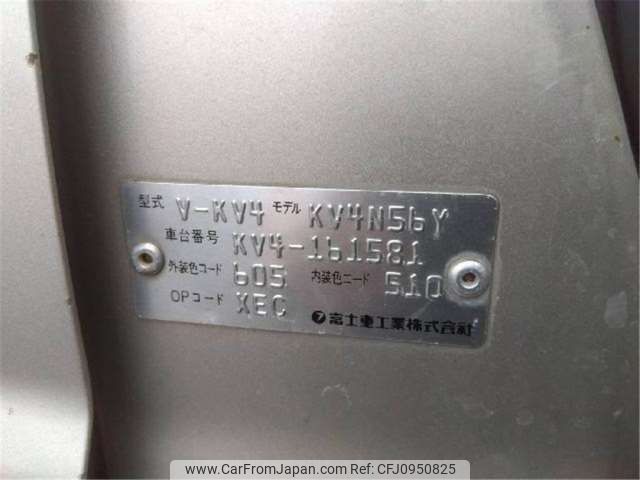 型式 V-KV4 モデル KV4N56Y
車台番号 KV4-161581
外装色コード 605 内装色コード 510
OPコード XEC
富士重工業株式会社
www.CarFromJapan.com | REFNO:CFJ0950825